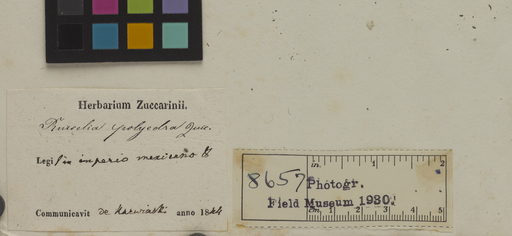 Herbarium Zuccarinii.
Russelia polyedra Zucc.
Legi in imperio mexicano
Communicavit de Karwinski anno 1844
in. 1 2
8657 Photogr.
Field Museum 1930.
cm. 1 2 3 4 5